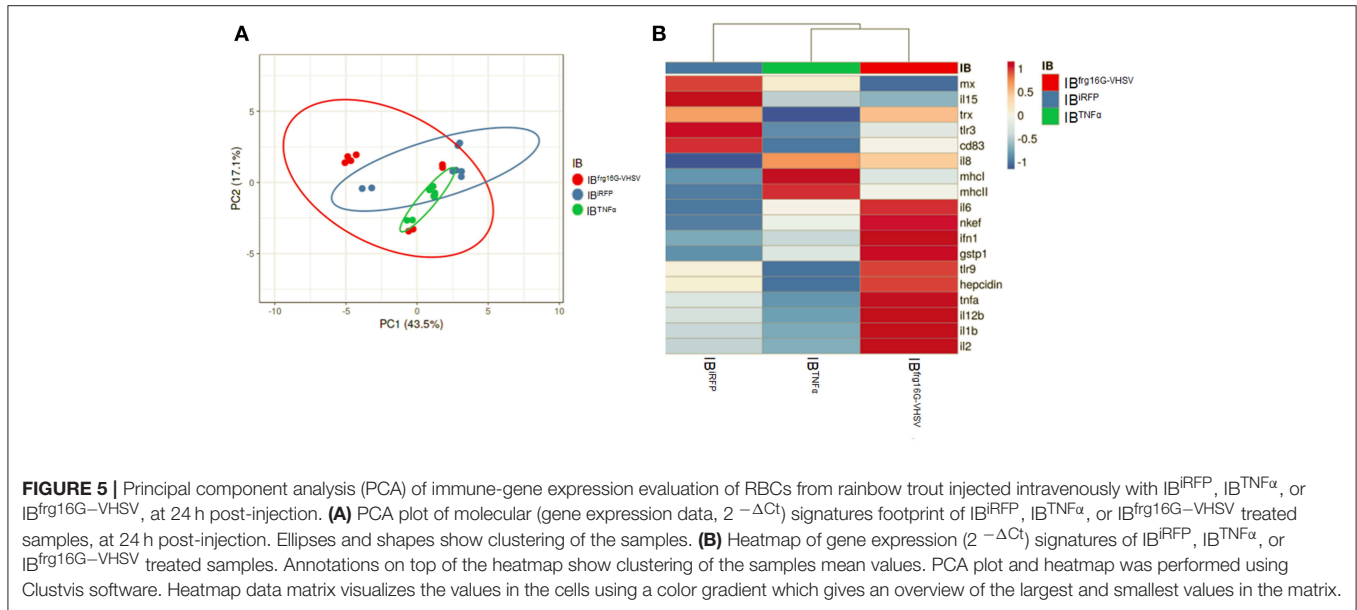 A
PC2 (17.1%)
5
0
-5
-10
-5
0
5
10
PC1 (43.5%)
IB
IBfrg16G-VHSV
IBiRFP
IBTNFα
B
IB
mx
il15
trx
tlr3
cd83
il8
mhcI
mhcII
il6
nkef
ifn1
gstp1
tlr9
hepcidin
tnfa
il12b
il1b
il2
IBiRFP
IBTNFα
IBfrg16G-VHSV
1
0.5
0
-0.5
-1
IB
IBfrg16G-VHSV
IBiRFP
IBTNFα
FIGURE 5 | Principal component analysis (PCA) of immune-gene expression evaluation of RBCs from rainbow trout injected intravenously with IBiRFP, IBTNFα, or
IBfrg16G−VHSV, at 24 h post-injection. (A) PCA plot of molecular (gene expression data, 2 −ΔCt) signatures footprint of IBiRFP, IBTNFα, or IBfrg16G−VHSV treated
samples, at 24 h post-injection. Ellipses and shapes show clustering of the samples. (B) Heatmap of gene expression (2 −ΔCt) signatures of IBiRFP, IBTNFα, or
IBfrg16G−VHSV treated samples. Annotations on top of the heatmap show clustering of the samples mean values. PCA plot and heatmap was performed using
Clustvis software. Heatmap data matrix visualizes the values in the cells using a color gradient which gives an overview of the largest and smallest values in the matrix.